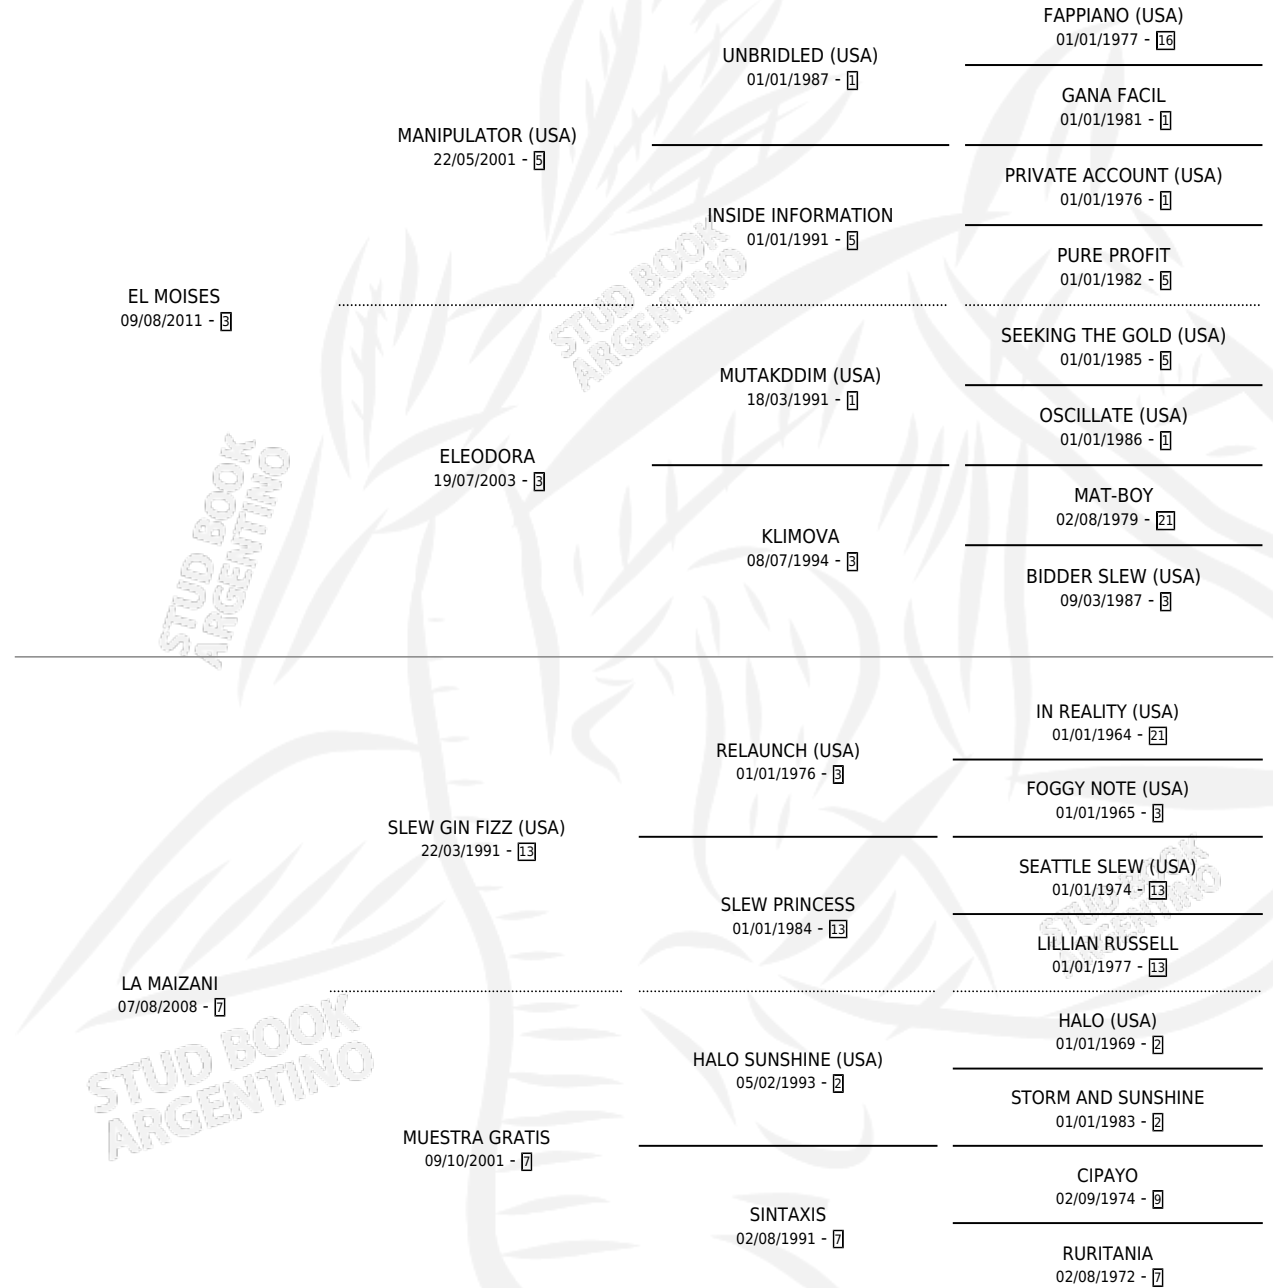 FAPPIANO (USA)
01/01/1977 - 16
UNBRIDLED (USA)
01/01/1987 - 1
GANA FACIL
01/01/1981 - 1
MANIPULATOR (USA)
22/05/2001 - 5
PRIVATE ACCOUNT (USA)
01/01/1976 - 1
INSIDE INFORMATION
01/01/1991 - 5
PURE PROFIT
01/01/1982 - 5
EL MOISES
09/08/2011 - 3
SEEKING THE GOLD (USA)
01/01/1985 - 5
MUTAKDDIM (USA)
18/03/1991 - 1
OSCILLATE (USA)
01/01/1986 - 1
ELEODORA
19/07/2003 - 3
MAT-BOY
02/08/1979 - 21
KLIMOVA
08/07/1994 - 3
BIDDER SLEW (USA)
09/03/1987 - 3
STUD BOOK
ARGENTINO
STUD BOOK
ARGENTINO
IN REALITY (USA)
01/01/1964 - 21
RELAUNCH (USA)
01/01/1976 - 3
FOGGY NOTE (USA)
01/01/1965 - 3
SLEW GIN FIZZ (USA)
22/03/1991 - 13
SEATTLE SLEW (USA)
01/01/1974 - 13
SLEW PRINCESS
01/01/1984 - 13
LILLIAN RUSSELL
01/01/1977 - 13
STUD BOOK
ARGENTINO
LA MAIZANI
07/08/2008 - 7
HALO (USA)
01/01/1969 - 2
HALO SUNSHINE (USA)
05/02/1993 - 2
STORM AND SUNSHINE
01/01/1983 - 2
STUD BOOK
ARGENTINO
MUESTRA GRATIS
09/10/2001 - 7
CIPAYO
02/09/1974 - 9
SINTAXIS
02/08/1991 - 7
RURITANIA
02/08/1972 - 7